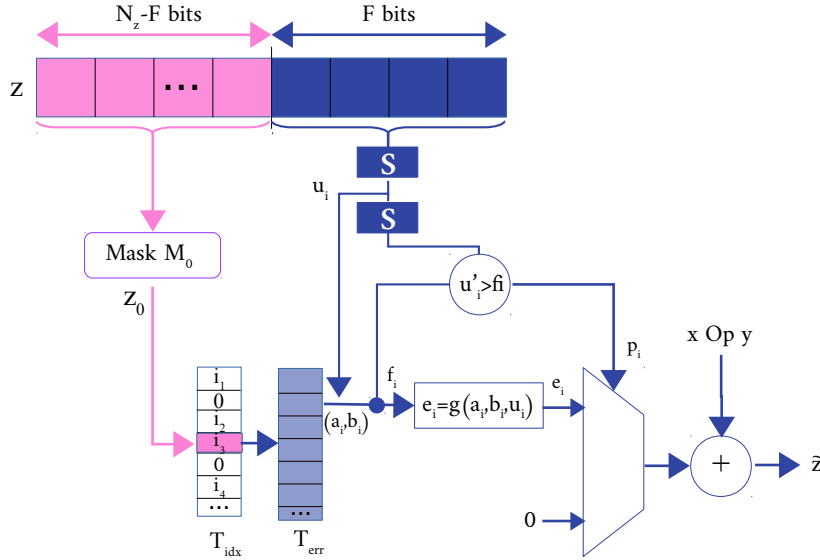 N_z-F bits
F bits
z
...
S
u_i
S
Mask M_0
u'_i>fi
z_0
x Op y
p_i
i_1
0
i_2
i_3
0
i_4
...
f_i
(a_i,b_i)
e_i=g(a_i,b_i,u_i)
e_i
+
z̃
0
...
T_idx
T_err